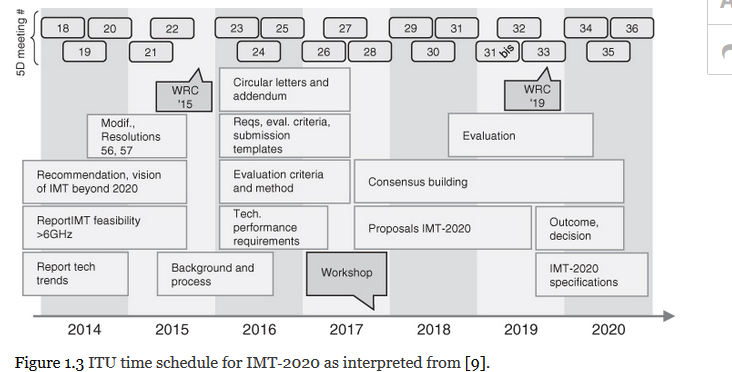 5D meeting #
18 20 22 23 25 27 29 31 32 34 36
19 21 24 26 28 30 31 bis 33 35
WRC
'15
WRC
'19
Circular letters and
addendum
Modif.,
Resolutions
56, 57
Reqs, eval. criteria,
submission
templates
Evaluation
Recommendation, vision
of IMT beyond 2020
Evaluation criteria
and method
Consensus building
ReportIMT feasibility
>6GHz
Tech.
performance
requirements
Proposals IMT-2020
Outcome,
decision
Report tech
trends
Background and
process
Workshop
IMT-2020
specifications
2014 2015 2016 2017 2018 2019 2020
Figure 1.3 ITU time schedule for IMT-2020 as interpreted from [9].